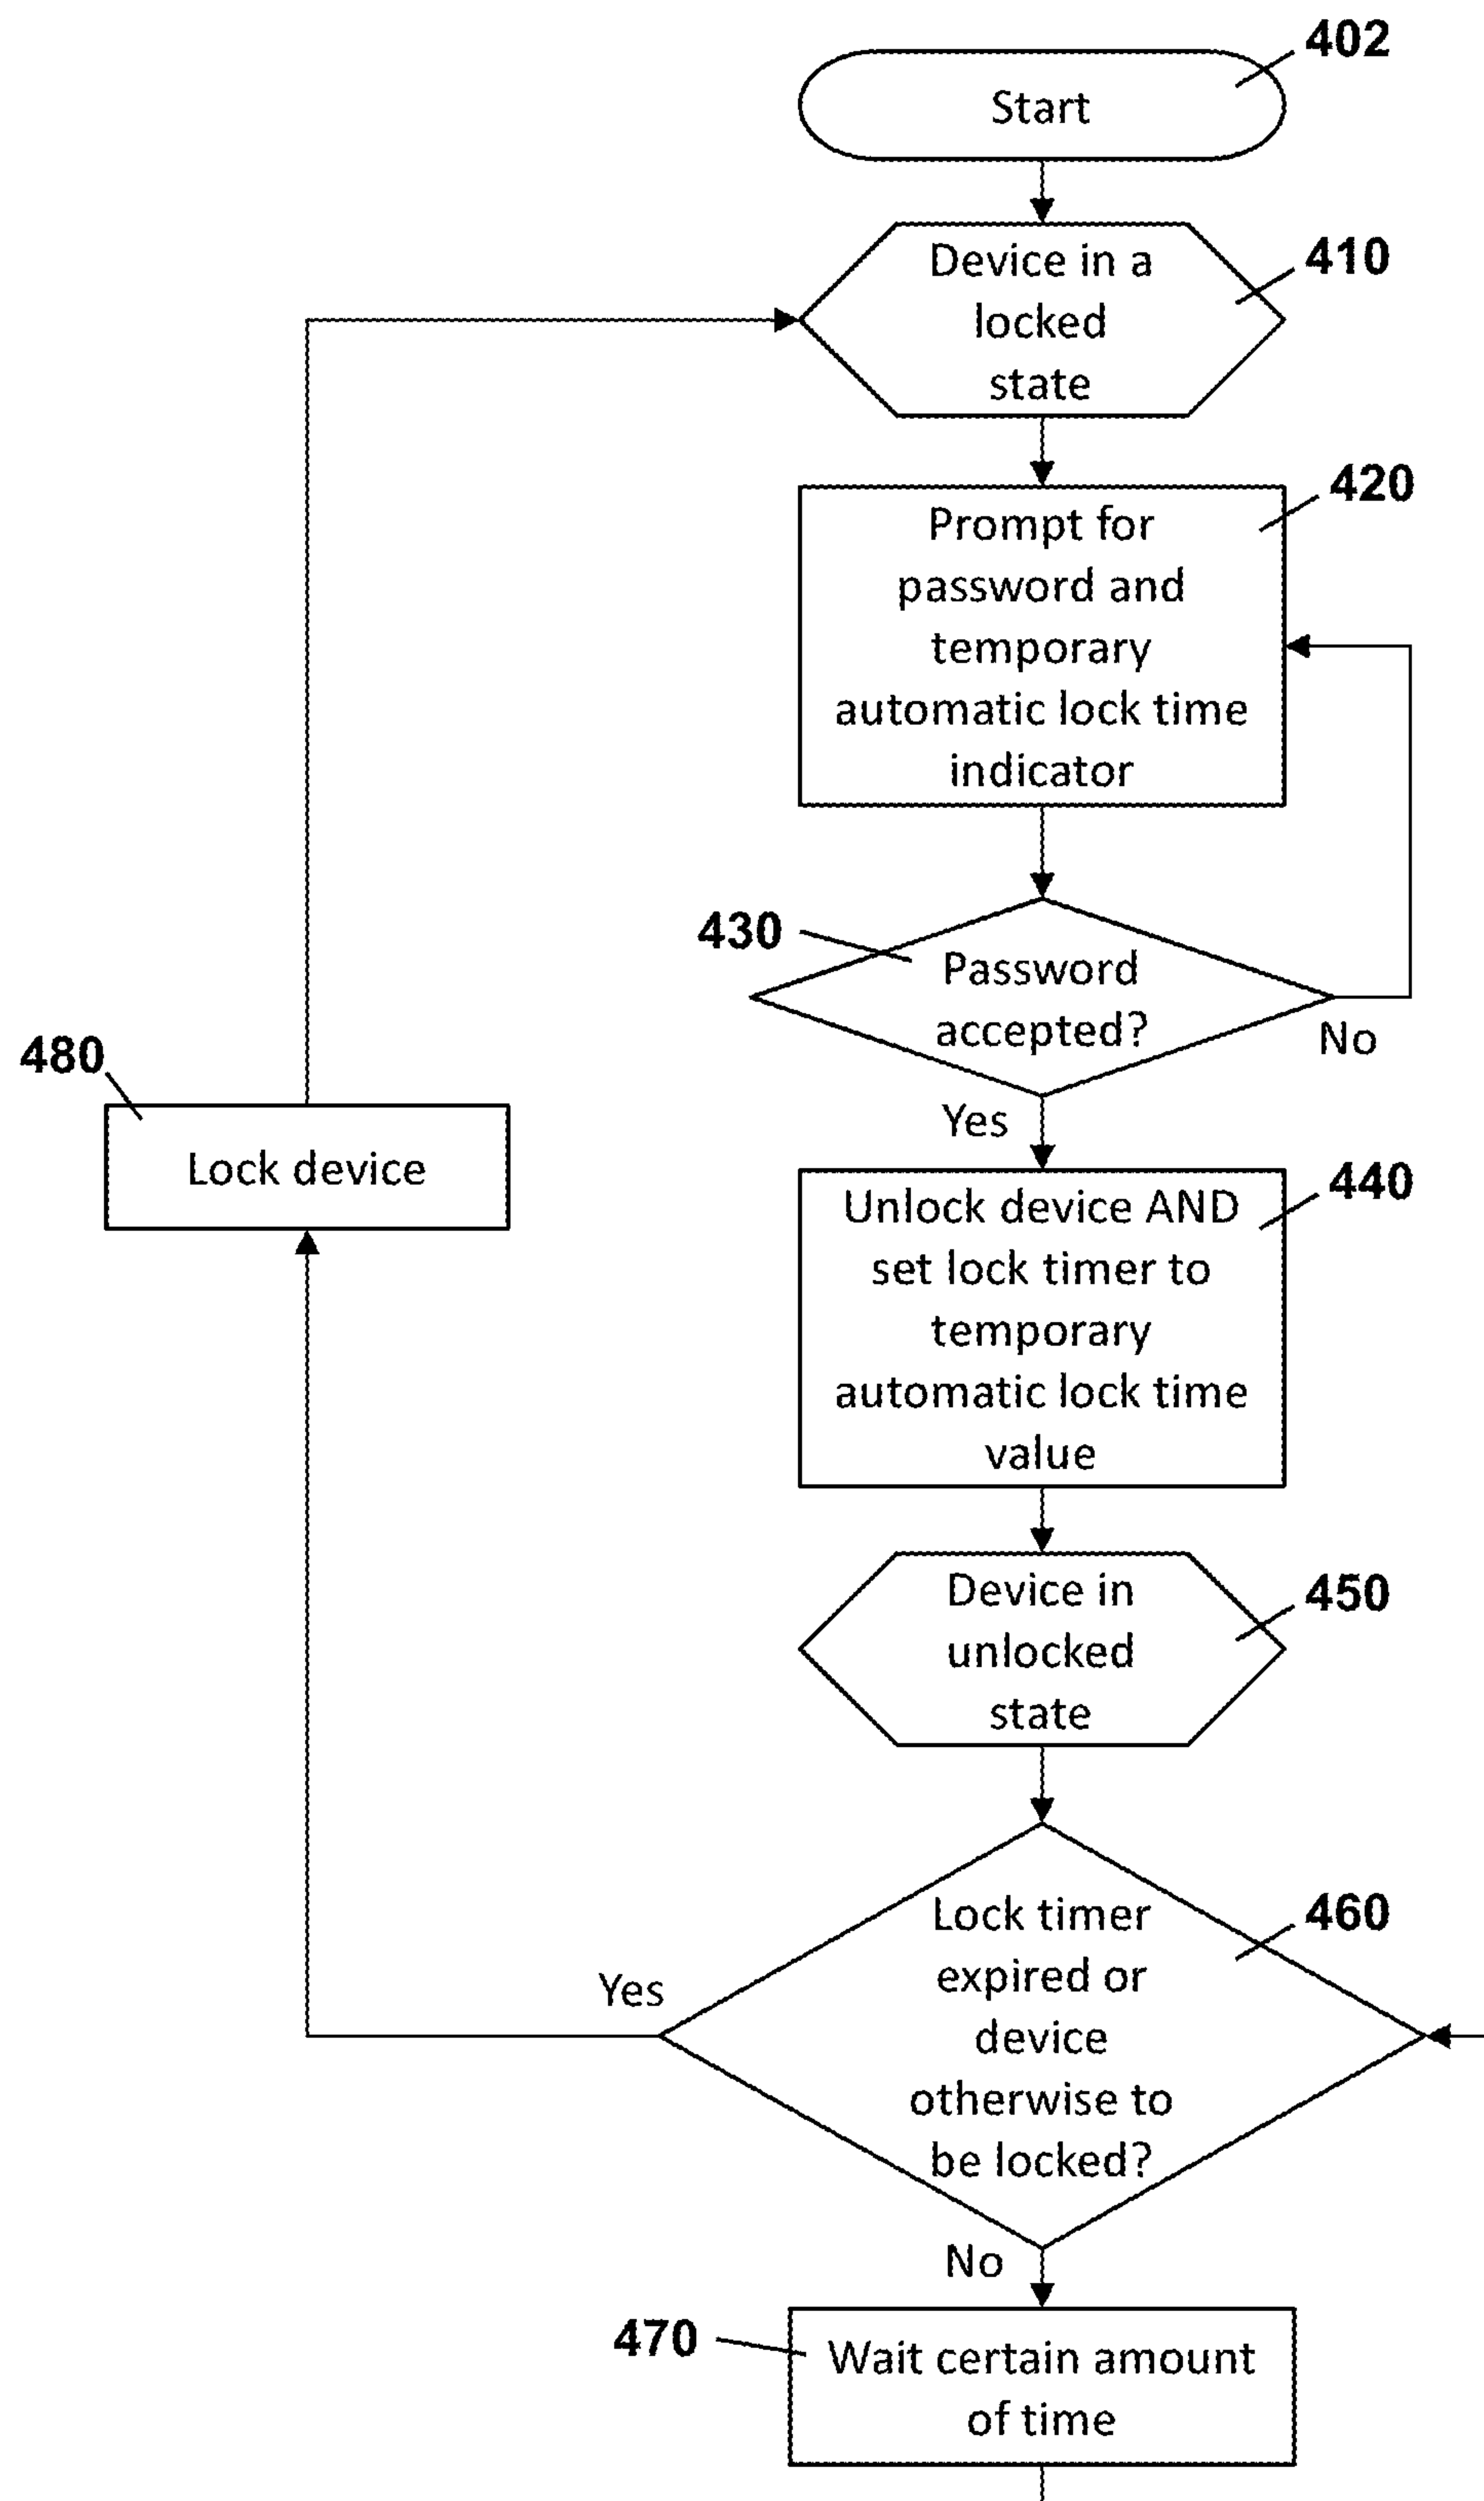 402
Start
410
Device in a
locked
state
420
Prompt for
password and
temporary
automatic lock time
indicator
430
Password
accepted?
No
Yes
480
Lock device
440
Unlock device AND
set lock timer to
temporary
automatic lock time
value
450
Device in
unlocked
state
460
Lock timer
expired or
device
otherwise to
be locked?
Yes
No
470
Wait certain amount
of time